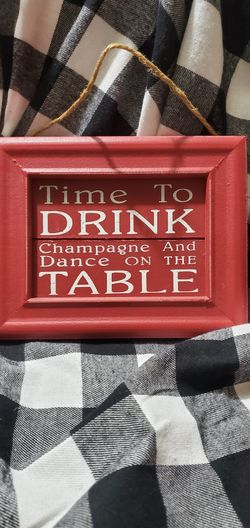 Time To
DRINK
Champagne And
Dance ON THE
TABLE